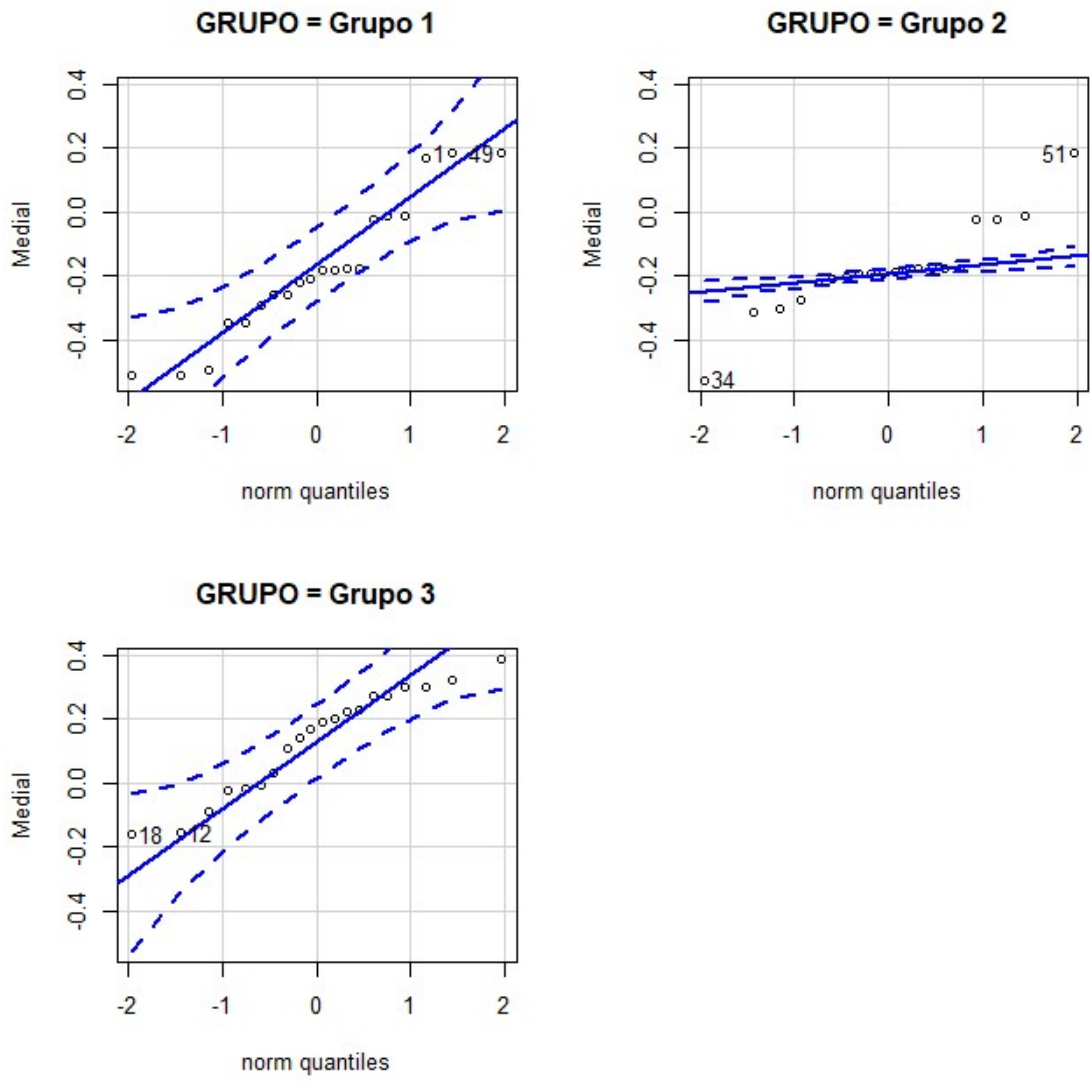 GRUPO = Grupo 1
Medial
0.4
0.2
0.0
-0.2
-0.4
1
49
-2 -1 0 1 2
norm quantiles
GRUPO = Grupo 2
Medial
0.4
0.2
0.0
-0.2
-0.4
51
34
-2 -1 0 1 2
norm quantiles
GRUPO = Grupo 3
Medial
0.4
0.2
0.0
-0.2
-0.4
18
12
-2 -1 0 1 2
norm quantiles